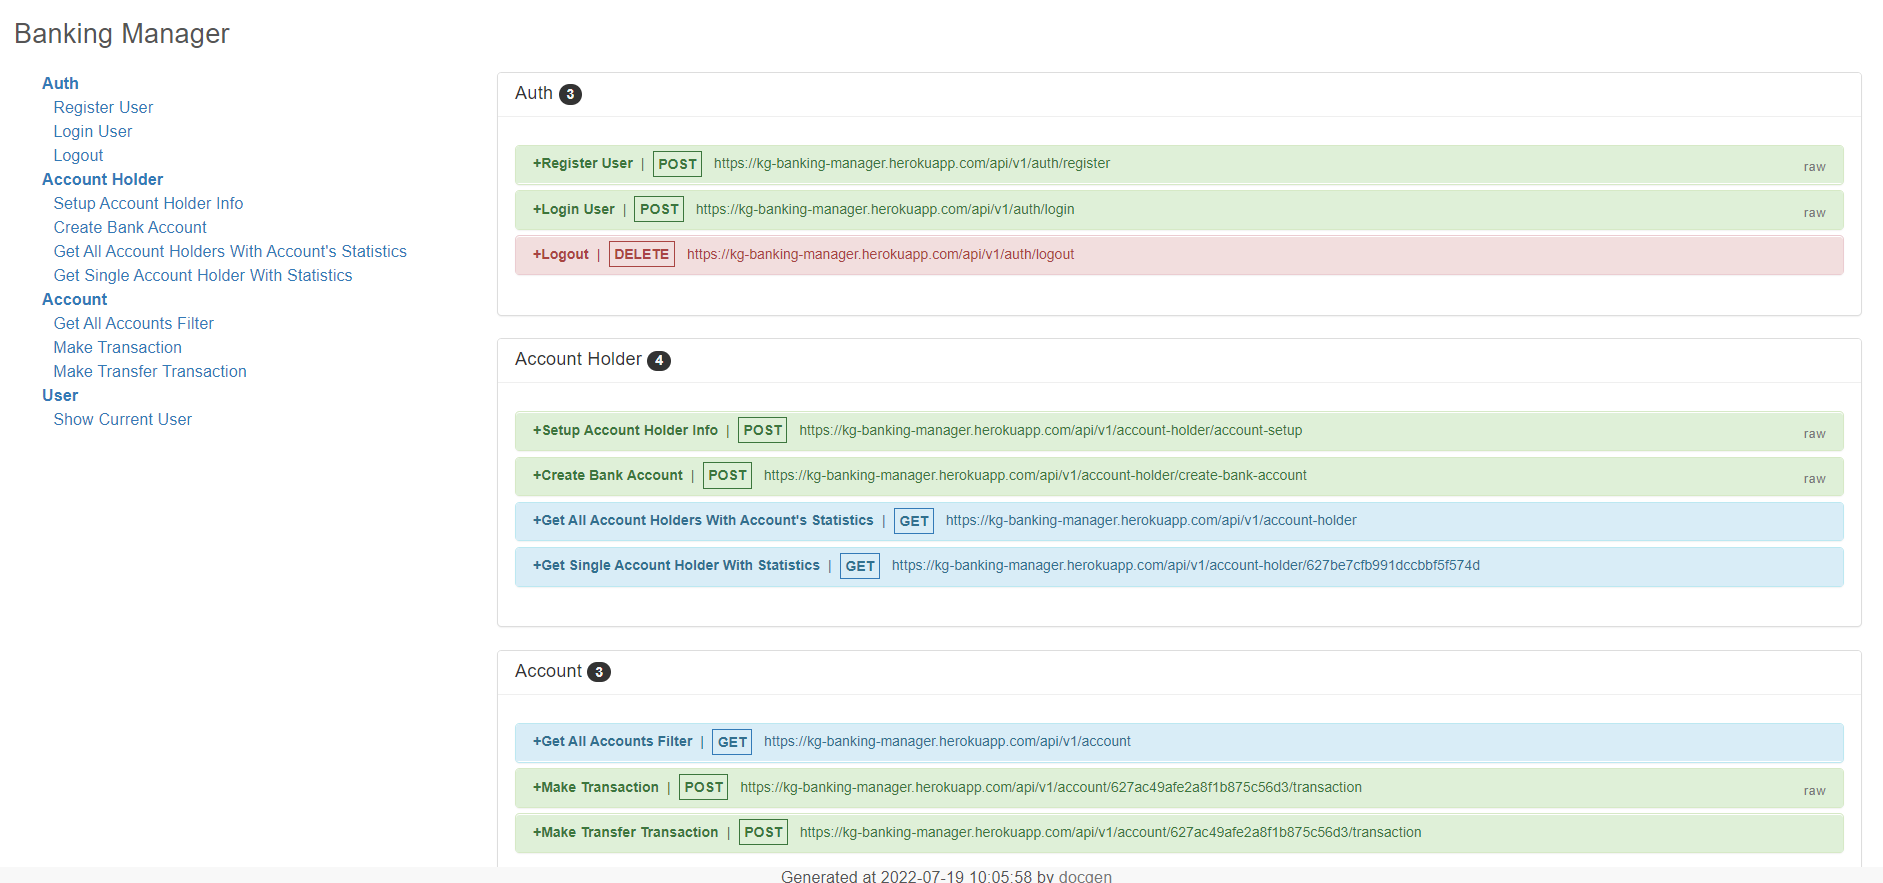 Banking Manager
Auth
Register User
Login User
Logout
Account Holder
Setup Account Holder Info
Create Bank Account
Get All Account Holders With Account's Statistics
Get Single Account Holder With Statistics
Account
Get All Accounts Filter
Make Transaction
Make Transfer Transaction
User
Show Current User
Auth 3
+Register User | POST https://kg-banking-manager.herokuapp.com/api/v1/auth/register raw
+Login User | POST https://kg-banking-manager.herokuapp.com/api/v1/auth/login raw
+Logout | DELETE https://kg-banking-manager.herokuapp.com/api/v1/auth/logout
Account Holder 4
+Setup Account Holder Info | POST https://kg-banking-manager.herokuapp.com/api/v1/account-holder/account-setup raw
+Create Bank Account | POST https://kg-banking-manager.herokuapp.com/api/v1/account-holder/create-bank-account raw
+Get All Account Holders With Account's Statistics | GET https://kg-banking-manager.herokuapp.com/api/v1/account-holder
+Get Single Account Holder With Statistics | GET https://kg-banking-manager.herokuapp.com/api/v1/account-holder/627be7cfb991dccbbf5f574d
Account 3
+Get All Accounts Filter | GET https://kg-banking-manager.herokuapp.com/api/v1/account
+Make Transaction | POST https://kg-banking-manager.herokuapp.com/api/v1/account/627ac49afe2a8f1b875c56d3/transaction raw
+Make Transfer Transaction | POST https://kg-banking-manager.herokuapp.com/api/v1/account/627ac49afe2a8f1b875c56d3/transaction
Generated at 2022-07-19 10:05:58 by docgen